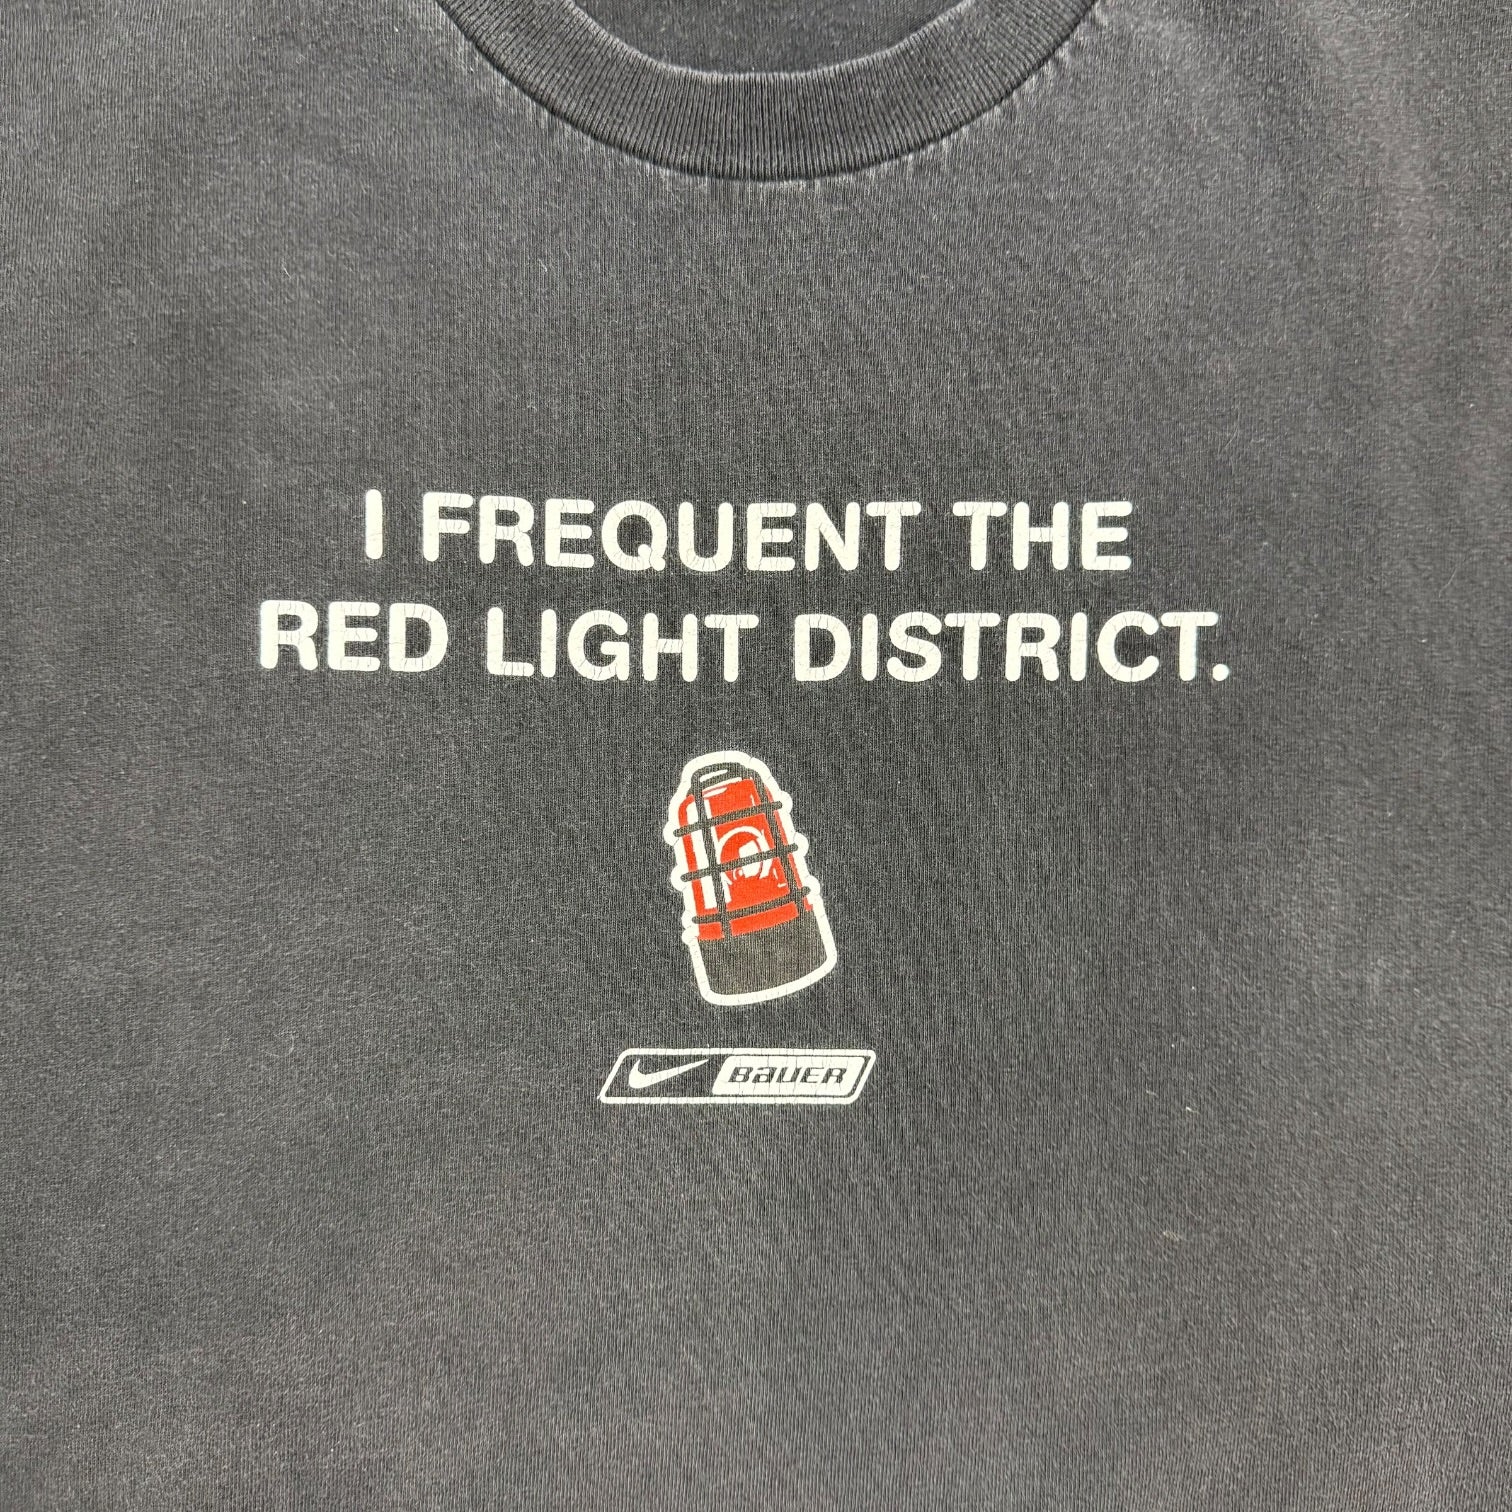 I FREQUENT THE
RED LIGHT DISTRICT.
BAUER